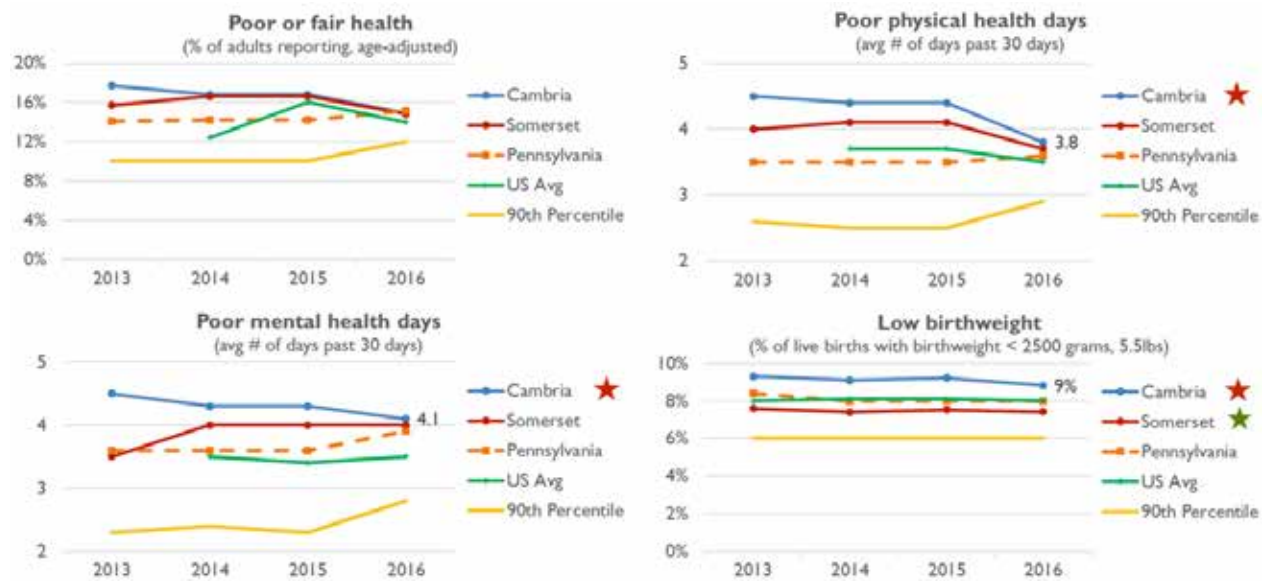 Poor or fair health
(% of adults reporting, age-adjusted)
20%
16%
12%
8%
4%
0%
2013 2014 2015 2016
Cambria
Somerset
Pennsylvania
US Avg
90th Percentile
Poor physical health days
(avg # of days past 30 days)
5
4
3
2
3.8
2013 2014 2015 2016
Cambria
Somerset
Pennsylvania
US Avg
90th Percentile
Poor mental health days
(avg # of days past 30 days)
5
4
3
2
4.1
2013 2014 2015 2016
Cambria
Somerset
Pennsylvania
US Avg
90th Percentile
Low birthweight
(% of live births with birthweight < 2500 grams, 5.5lbs)
10%
8%
6%
4%
2%
0%
9%
2013 2014 2015 2016
Cambria
Somerset
Pennsylvania
US Avg
90th Percentile